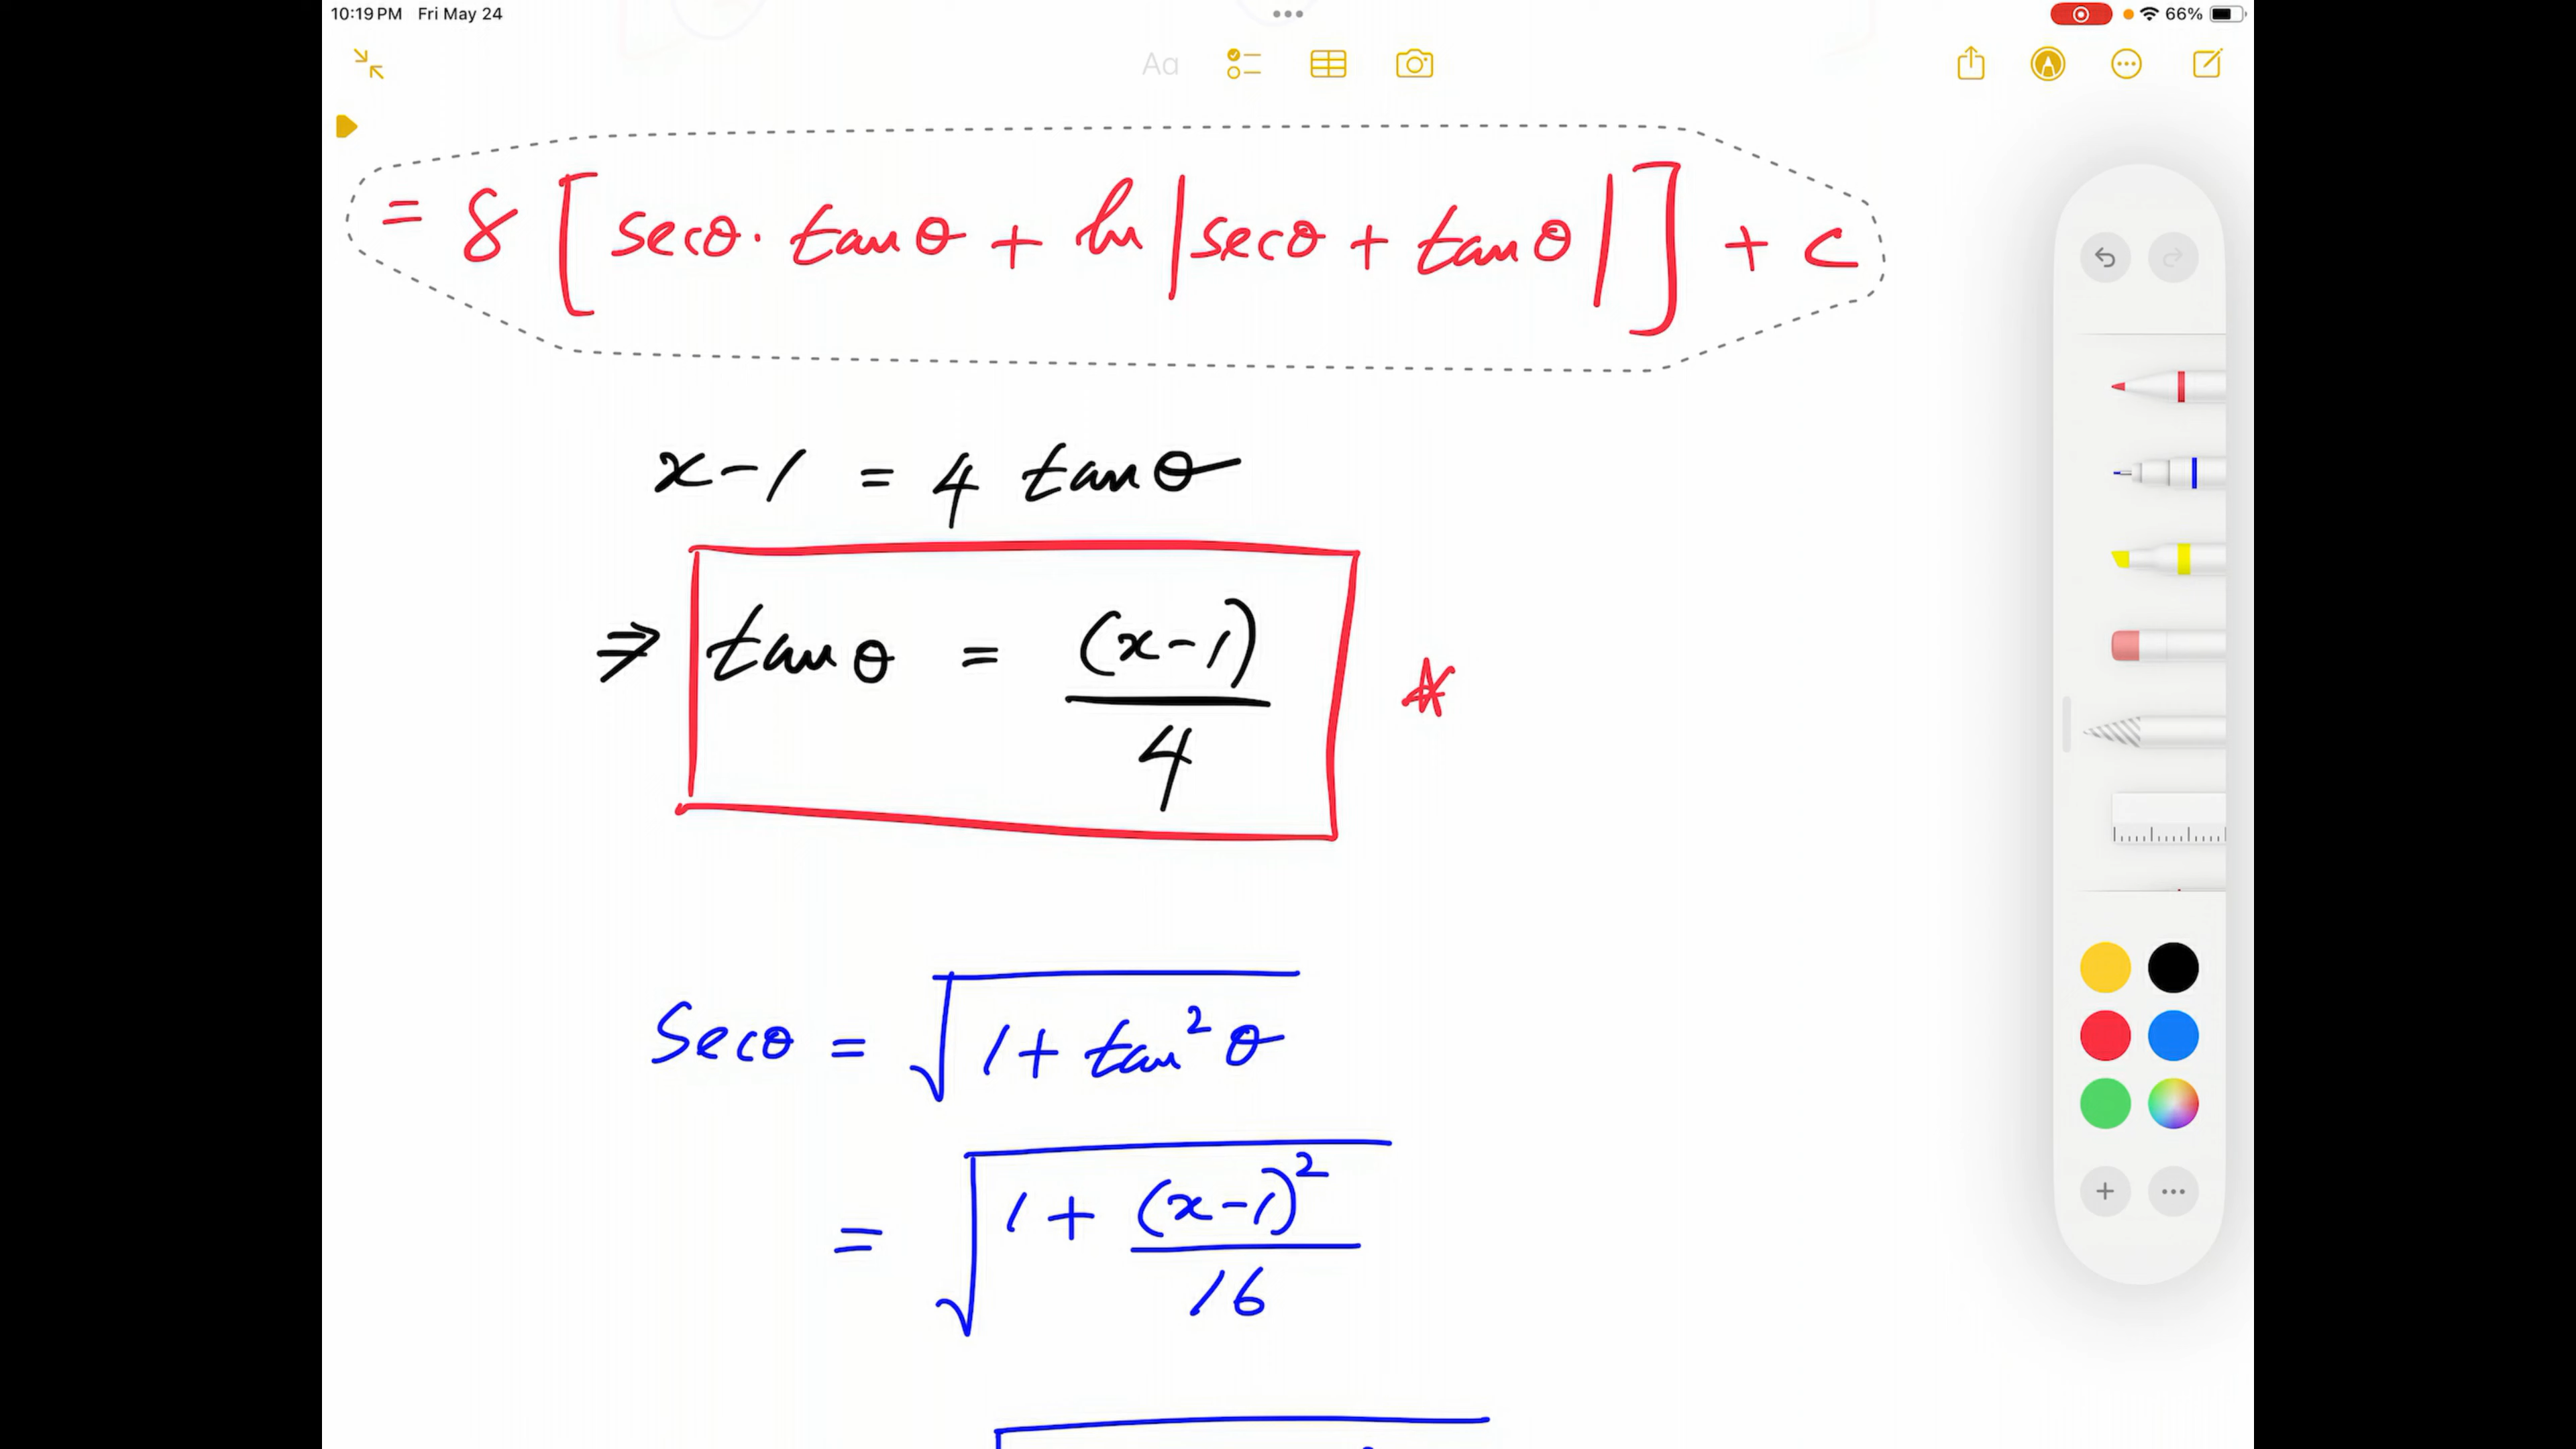 10:19 PM Fri May 24
66%
Aa
= 8 [ secθ · tanθ + ln |secθ + tanθ| ] + c
x-1 = 4 tanθ
⇒ tanθ = (x-1)/4 *
Secθ = √(1 + tan²θ)
= √(1 + (x-1)²/16)